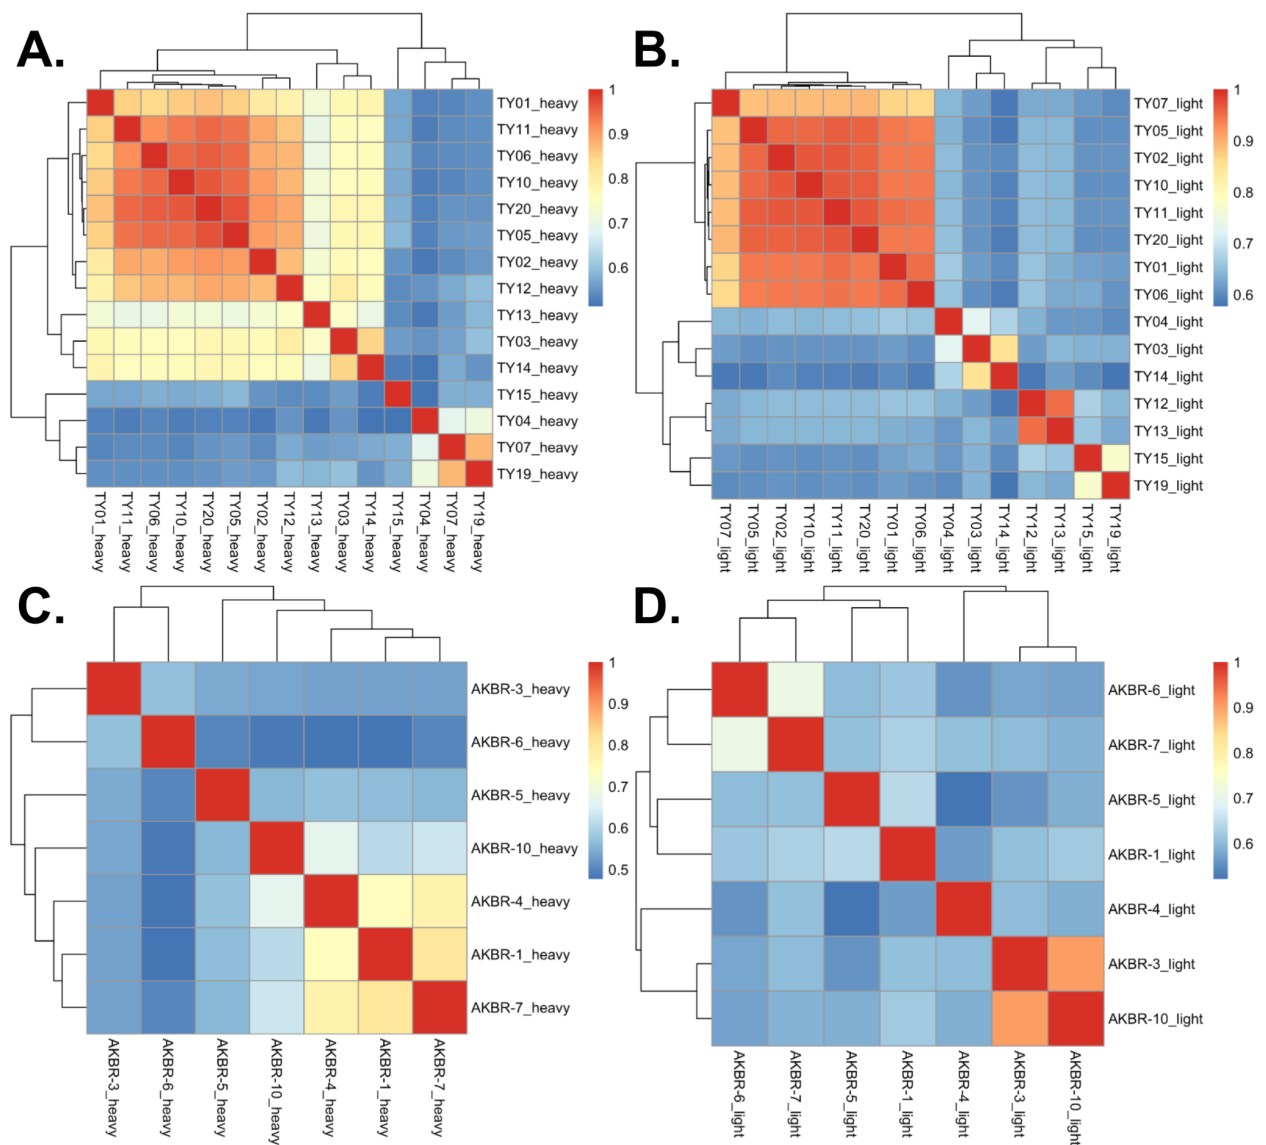 A.
TY01_heavy
TY11_heavy
TY06_heavy
TY10_heavy
TY20_heavy
TY05_heavy
TY02_heavy
TY12_heavy
TY13_heavy
TY03_heavy
TY14_heavy
TY15_heavy
TY04_heavy
TY07_heavy
TY19_heavy
1
0.9
0.8
0.7
0.6
TY01_heavy
TY11_heavy
TY06_heavy
TY10_heavy
TY20_heavy
TY05_heavy
TY02_heavy
TY12_heavy
TY13_heavy
TY03_heavy
TY14_heavy
TY15_heavy
TY04_heavy
TY07_heavy
TY19_heavy
B.
TY07_light
TY05_light
TY02_light
TY10_light
TY11_light
TY20_light
TY01_light
TY06_light
TY04_light
TY03_light
TY14_light
TY12_light
TY13_light
TY15_light
TY19_light
1
0.9
0.8
0.7
0.6
TY07_light
TY05_light
TY02_light
TY10_light
TY11_light
TY20_light
TY01_light
TY06_light
TY04_light
TY03_light
TY14_light
TY12_light
TY13_light
TY15_light
TY19_light
C.
AKBR-3_heavy
AKBR-6_heavy
AKBR-5_heavy
AKBR-10_heavy
AKBR-4_heavy
AKBR-1_heavy
AKBR-7_heavy
1
0.9
0.8
0.7
0.6
0.5
AKBR-3_heavy
AKBR-6_heavy
AKBR-5_heavy
AKBR-10_heavy
AKBR-4_heavy
AKBR-1_heavy
AKBR-7_heavy
D.
AKBR-6_light
AKBR-7_light
AKBR-5_light
AKBR-1_light
AKBR-4_light
AKBR-3_light
AKBR-10_light
1
0.9
0.8
0.7
0.6
AKBR-6_light
AKBR-7_light
AKBR-5_light
AKBR-1_light
AKBR-4_light
AKBR-3_light
AKBR-10_light